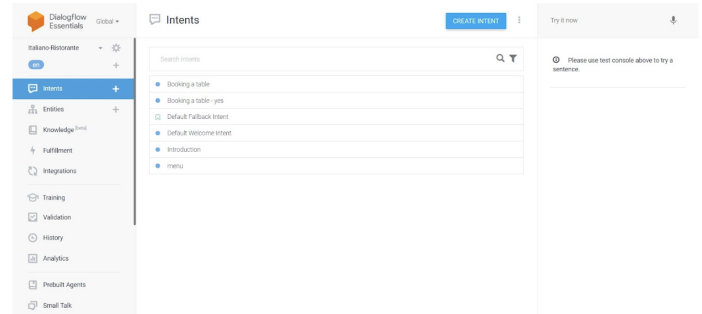 Dialogflow
Essentials
Global
Italiano-Ristorante
en
Intents
Entities
Knowledge [beta]
Fulfillment
Integrations
Training
Validation
History
Analytics
Prebuilt Agents
Small Talk
Intents
CREATE INTENT
Search intents
Booking a table
Booking a table - yes
Default Fallback Intent
Default Welcome Intent
Introduction
menu
Try it now
Please use test console above to try a
sentence.